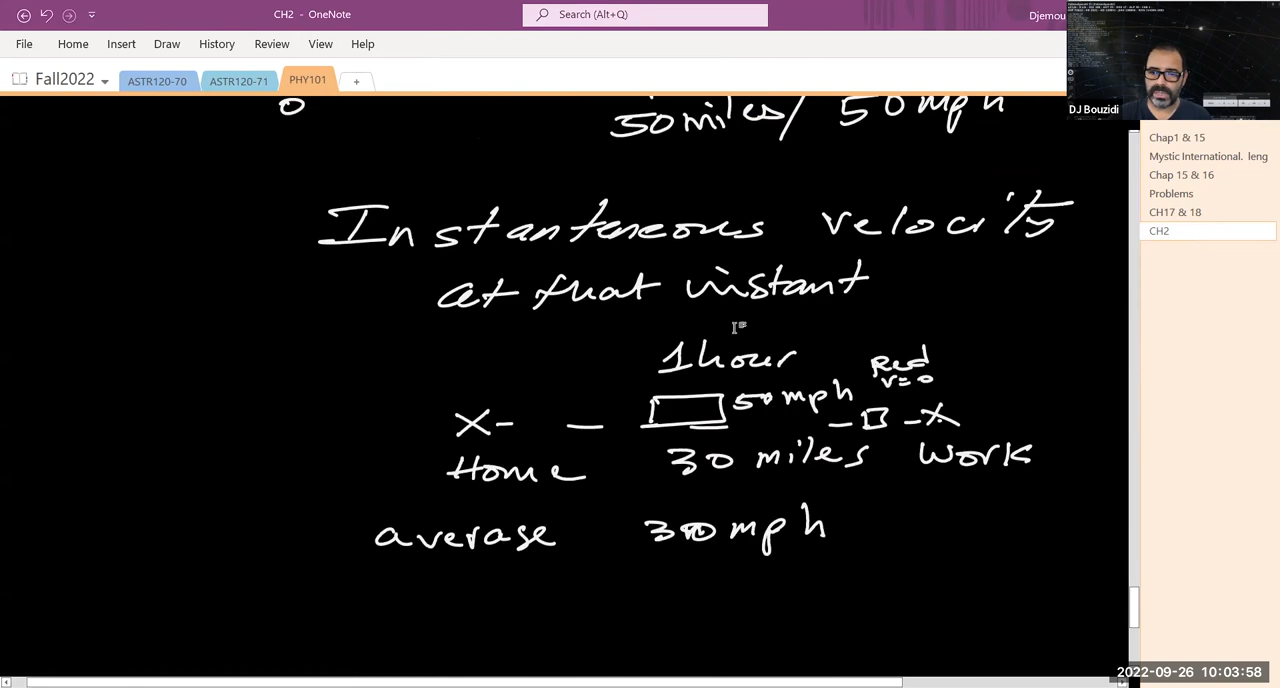 CH2 - OneNote
Search (Alt+Q)
Djemou
File Home Insert Draw History Review View Help
Fall2022
ASTR120-70
ASTR120-71
PHY101
DJ Bouzidi
Chap1 & 15
Mystic International. leng
Chap 15 & 16
Problems
CH17 & 18
CH2
0
50 miles/ 50 mph
Instantaneous velocity
at that instant
1 hour
Red
v=0
50 mph
X
X
Home
30 miles
Work
average 30 mph
2022-09-26 10:03:58